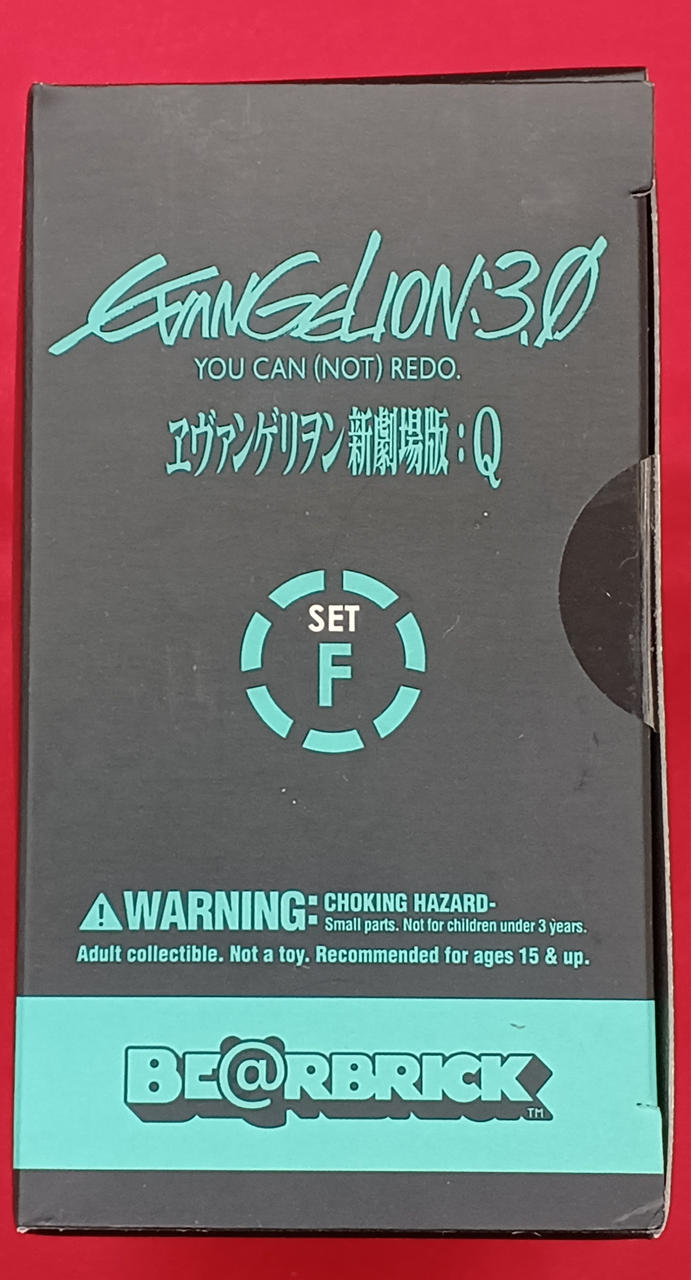 EVANGELION:3.0
YOU CAN (NOT) REDO.
ヱヴァンゲリヲン新劇場版:Q
SET
F
WARNING: CHOKING HAZARD-
Small parts. Not for children under 3 years.
Adult collectible. Not a toy. Recommended for ages 15 & up.
BE@RBRICK
TM